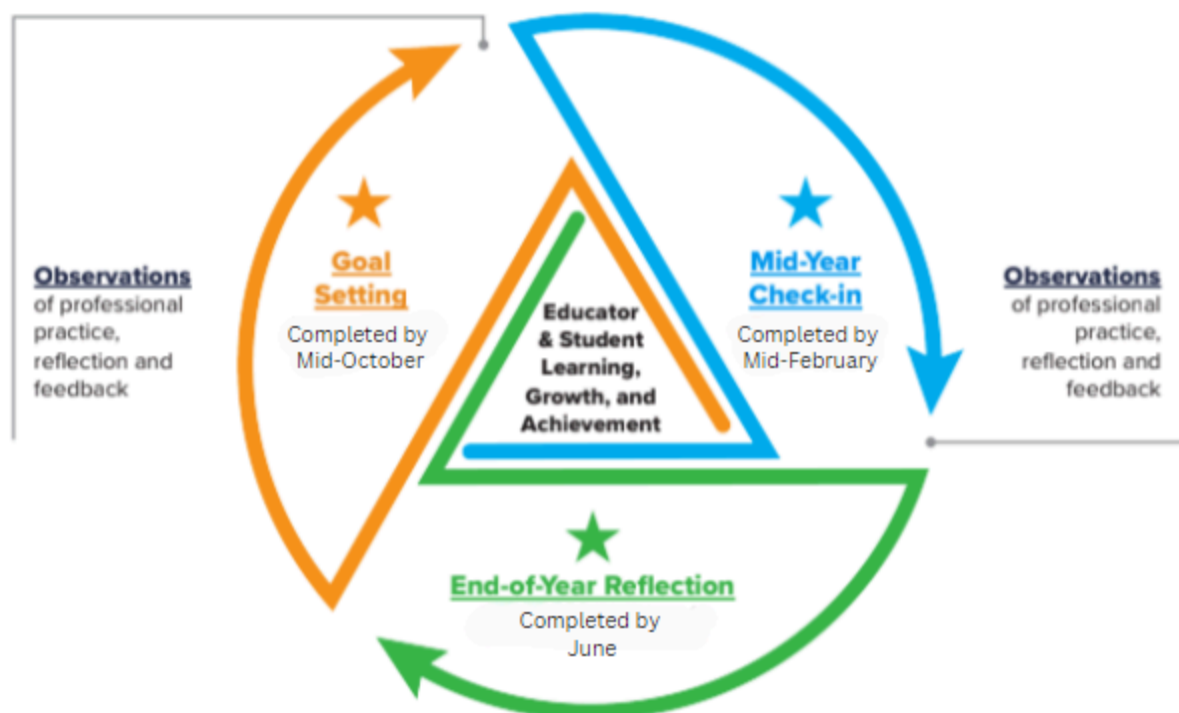 Observations
of professional
practice,
reflection and
feedback
Goal
Setting
Completed by
Mid-October
Educator
& Student
Learning,
Growth, and
Achievement
Mid-Year
Check-in
Completed by
Mid-February
Observations
of professional
practice,
reflection and
feedback
End-of-Year Reflection
Completed by
June